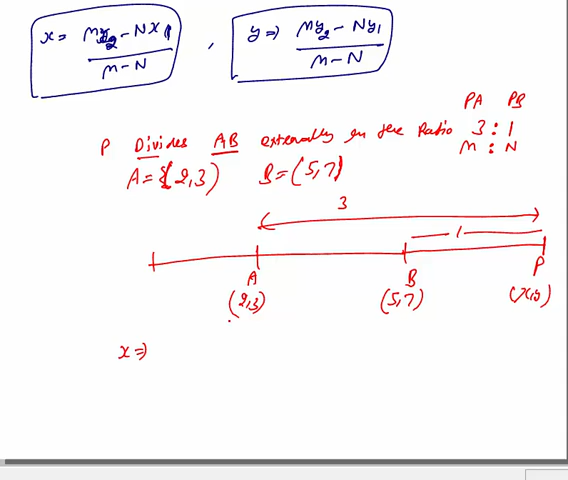 x = Mx2 - Nx1 / M - N , y => My2 - Ny1 / M - N
PA PB
P Divides AB externally in the Ratio 3 : 1
M : N
A = (2,3) B = (5,7)
3
1
A B P
(2,3) (5,7) (x,y)
x =>